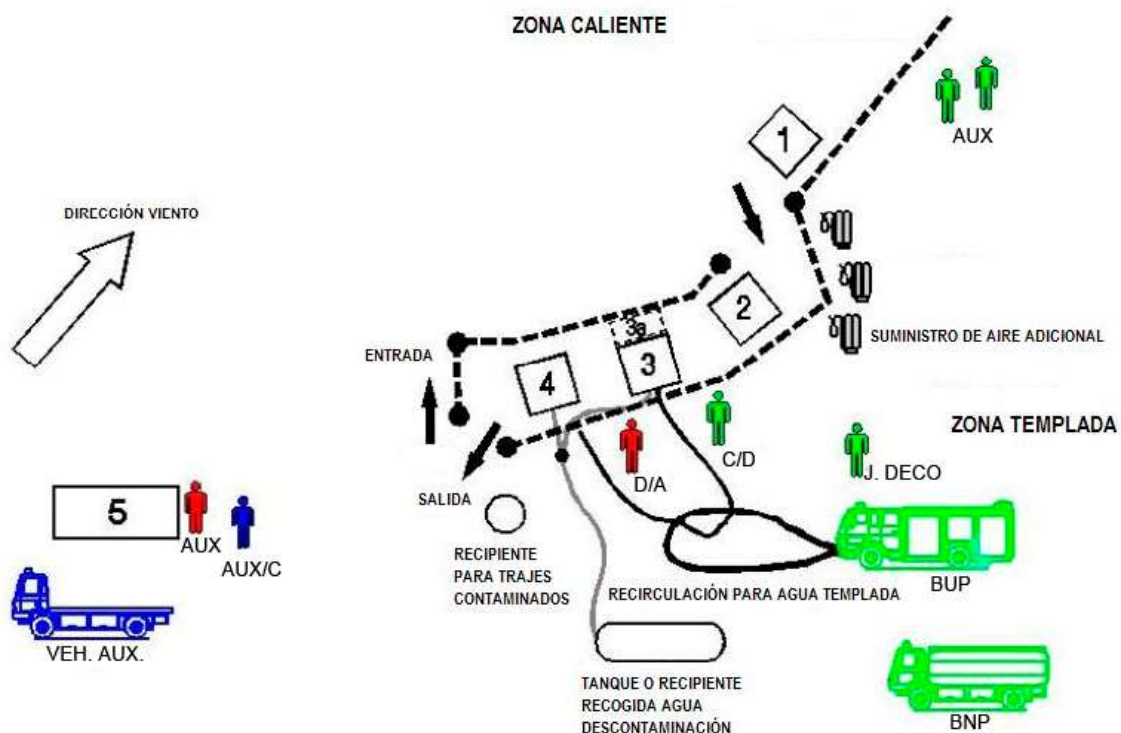 ZONA CALIENTE
AUX
1
DIRECCIÓN VIENTO
2
3a
SUMINISTRO DE AIRE ADICIONAL
ENTRADA
3
4
ZONA TEMPLADA
C/D
J. DECO
D/A
SALIDA
5
AUX
AUX/C
RECIPIENTE
PARA TRAJES
CONTAMINADOS
RECIRCULACIÓN PARA AGUA TEMPLADA
BUP
VEH. AUX.
TANQUE O RECIPIENTE
RECOGIDA AGUA
DESCONTAMINACIÓN
BNP